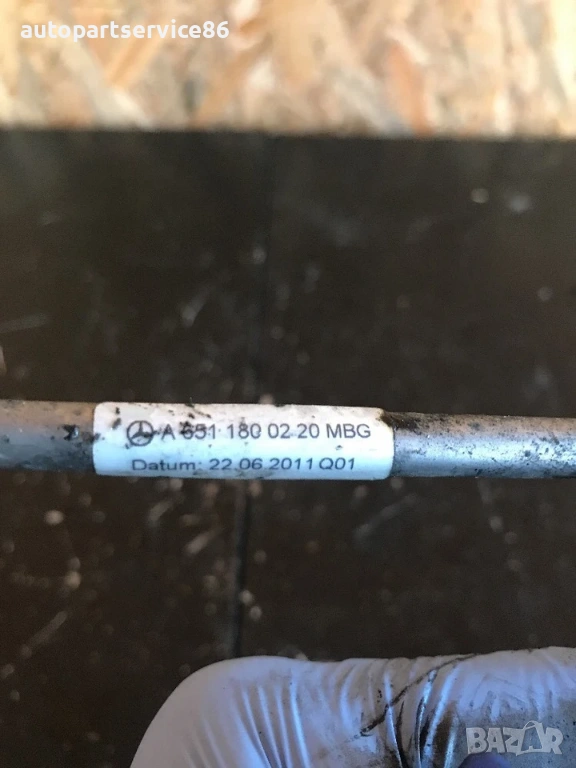 autopartservice86
A 651 180 02 20 MBG
Datum: 22.06.2011 Q01
BAZAR